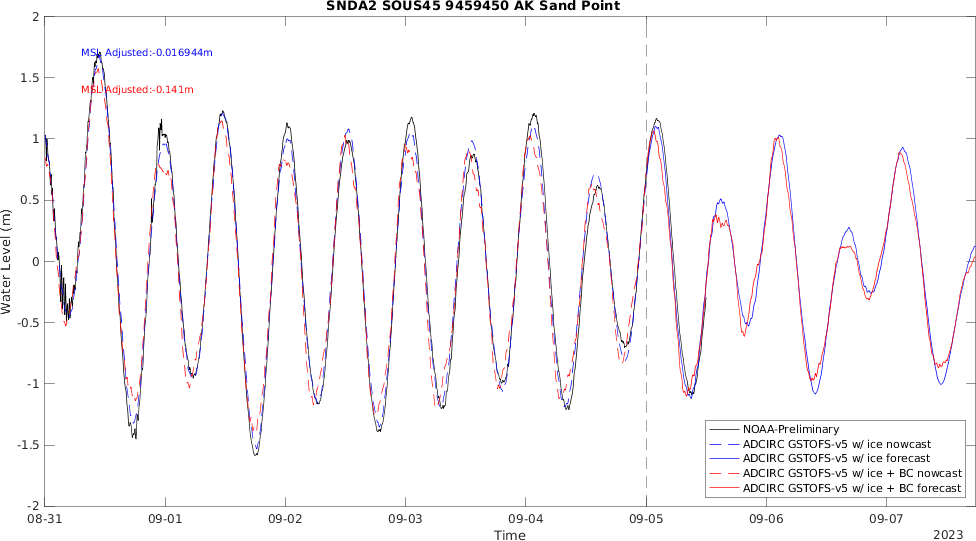 SNDA2 SOUS45 9459450 AK Sand Point
2
1.5
1
0.5
0
-0.5
-1
-1.5
-2
Water Level (m)
MSL Adjusted:-0.016944m
MSL Adjusted:-0.141m
NOAA-Preliminary
ADCIRC GSTOFS-v5 w/ ice nowcast
ADCIRC GSTOFS-v5 w/ ice forecast
ADCIRC GSTOFS-v5 w/ ice + BC nowcast
ADCIRC GSTOFS-v5 w/ ice + BC forecast
08-31 09-01 09-02 09-03 09-04 09-05 09-06 09-07
Time
2023